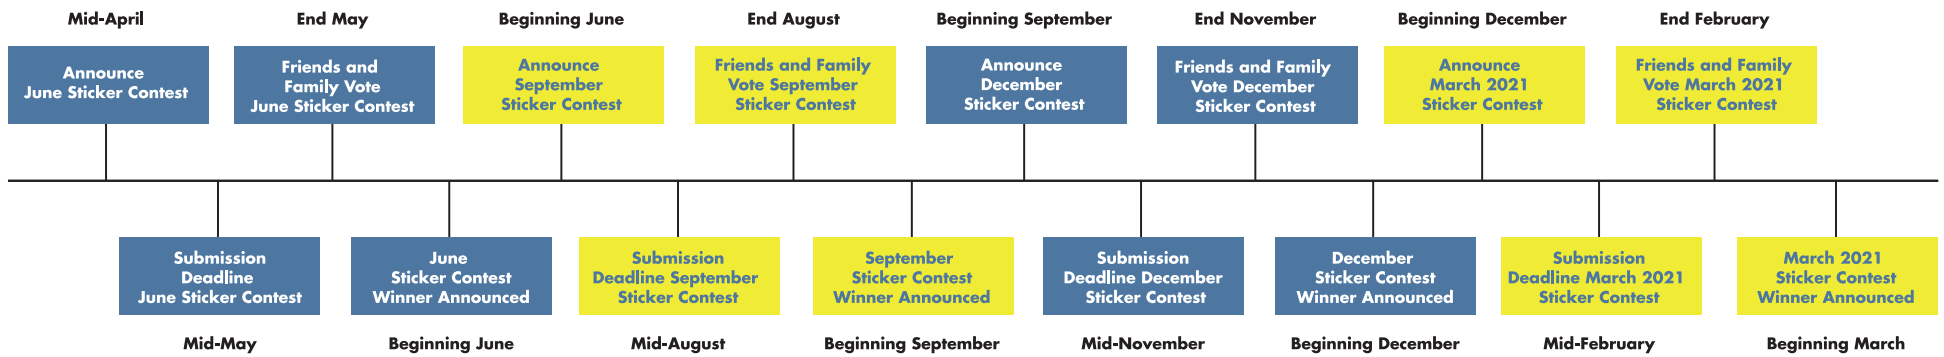 Mid-April
Announce
June Sticker Contest
End May
Friends and
Family Vote
June Sticker Contest
Beginning June
Announce
September
Sticker Contest
End August
Friends and Family
Vote September
Sticker Contest
Beginning September
Announce
December
Sticker Contest
End November
Friends and Family
Vote December
Sticker Contest
Beginning December
Announce
March 2021
Sticker Contest
End February
Friends and Family
Vote March 2021
Sticker Contest
Submission
Deadline
June Sticker Contest
Mid-May
June
Sticker Contest
Winner Announced
Beginning June
Submission
Deadline September
Sticker Contest
Mid-August
September
Sticker Contest
Winner Announced
Beginning September
Submission
Deadline December
Sticker Contest
Mid-November
December
Sticker Contest
Winner Announced
Beginning December
Submission
Deadline March 2021
Sticker Contest
Mid-February
March 2021
Sticker Contest
Winner Announced
Beginning March